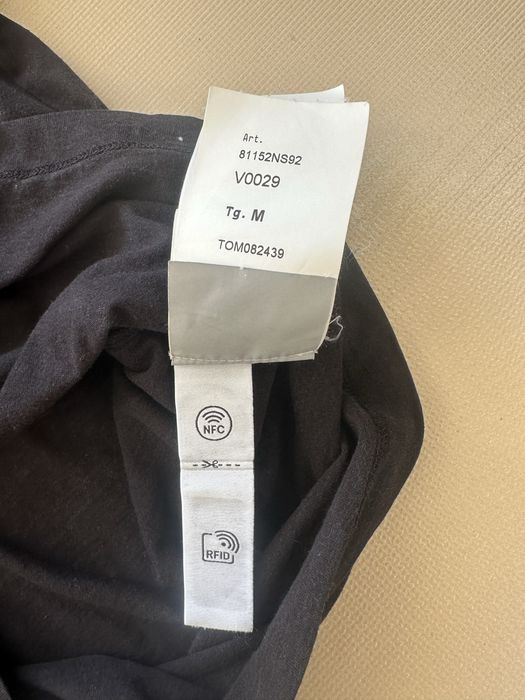 Art.
81152NS92
V0029
Tg. M
TOM082439
NFC
RFID